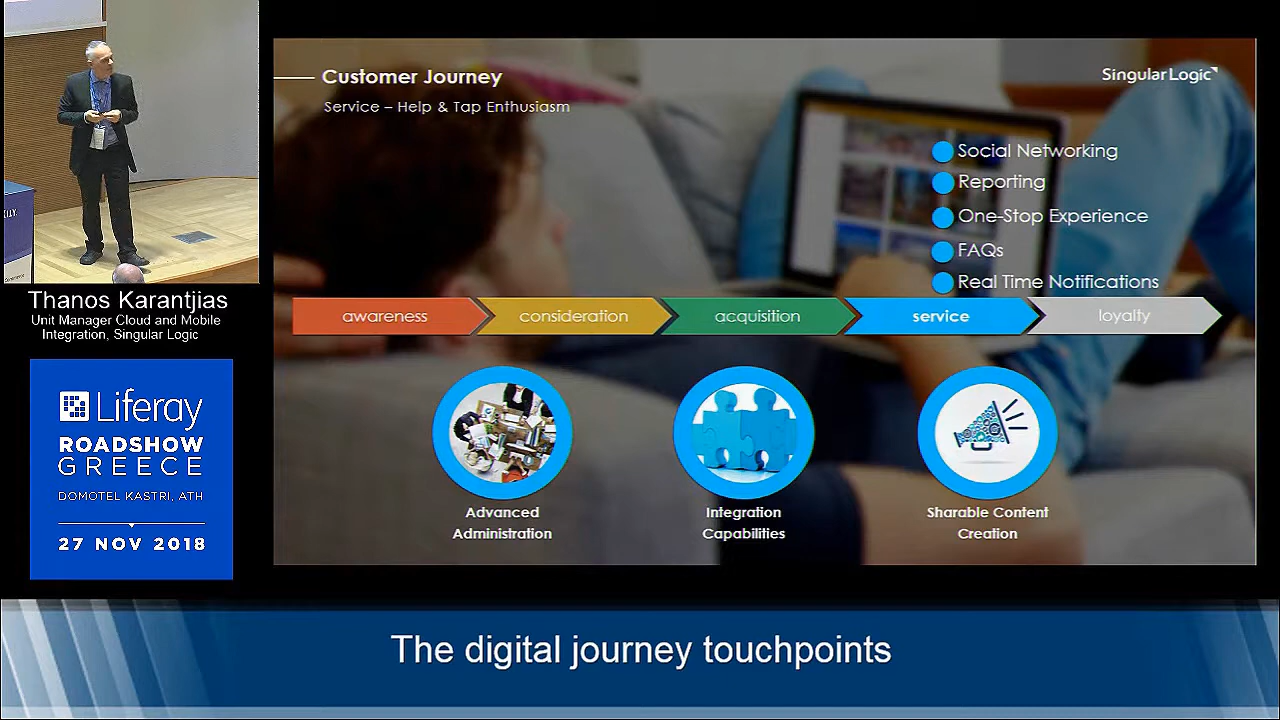 Customer Journey
Service – Help & Tap Enthusiasm
SingularLogic
Social Networking
Reporting
One-Stop Experience
FAQs
Real Time Notifications
awareness
consideration
acquisition
service
loyalty
Advanced
Administration
Integration
Capabilities
Sharable Content
Creation
Thanos Karantjias
Unit Manager Cloud and Mobile
Integration, Singular Logic
Liferay
ROADSHOW
GREECE
DOMOTEL KASTRI, ATH
27 NOV 2018
The digital journey touchpoints